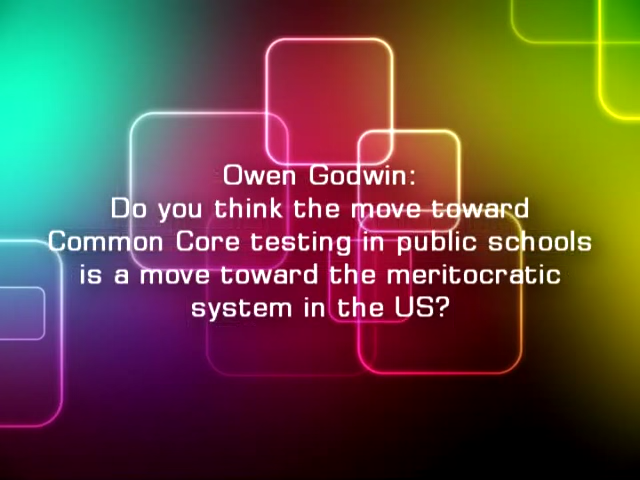 Owen Godwin:
Do you think the move toward
Common Core testing in public schools
is a move toward the meritocratic
system in the US?